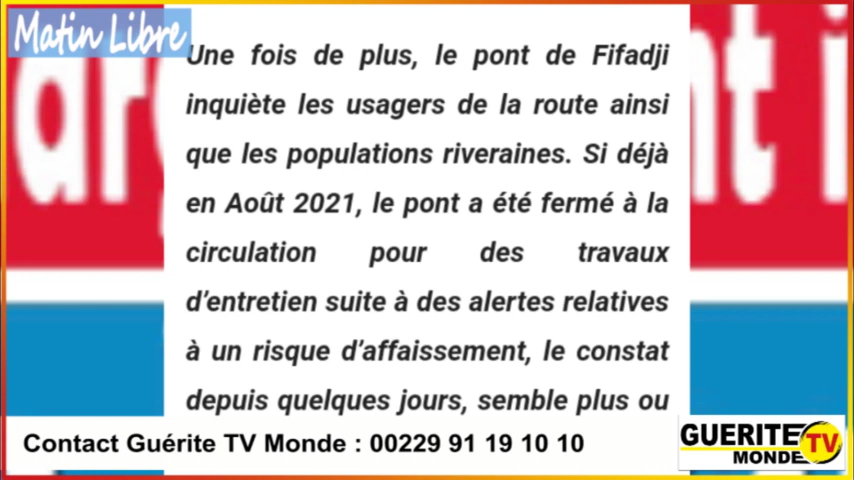 Matin Libre
Une fois de plus, le pont de Fifadji
inquiète les usagers de la route ainsi
que les populations riveraines. Si déjà
en Août 2021, le pont a été fermé à la
circulation pour des travaux
d’entretien suite à des alertes relatives
à un risque d’affaissement, le constat
depuis quelques jours, semble plus ou
Contact Guérite TV Monde : 00229 91 19 10 10
GUERITE TV
MONDE